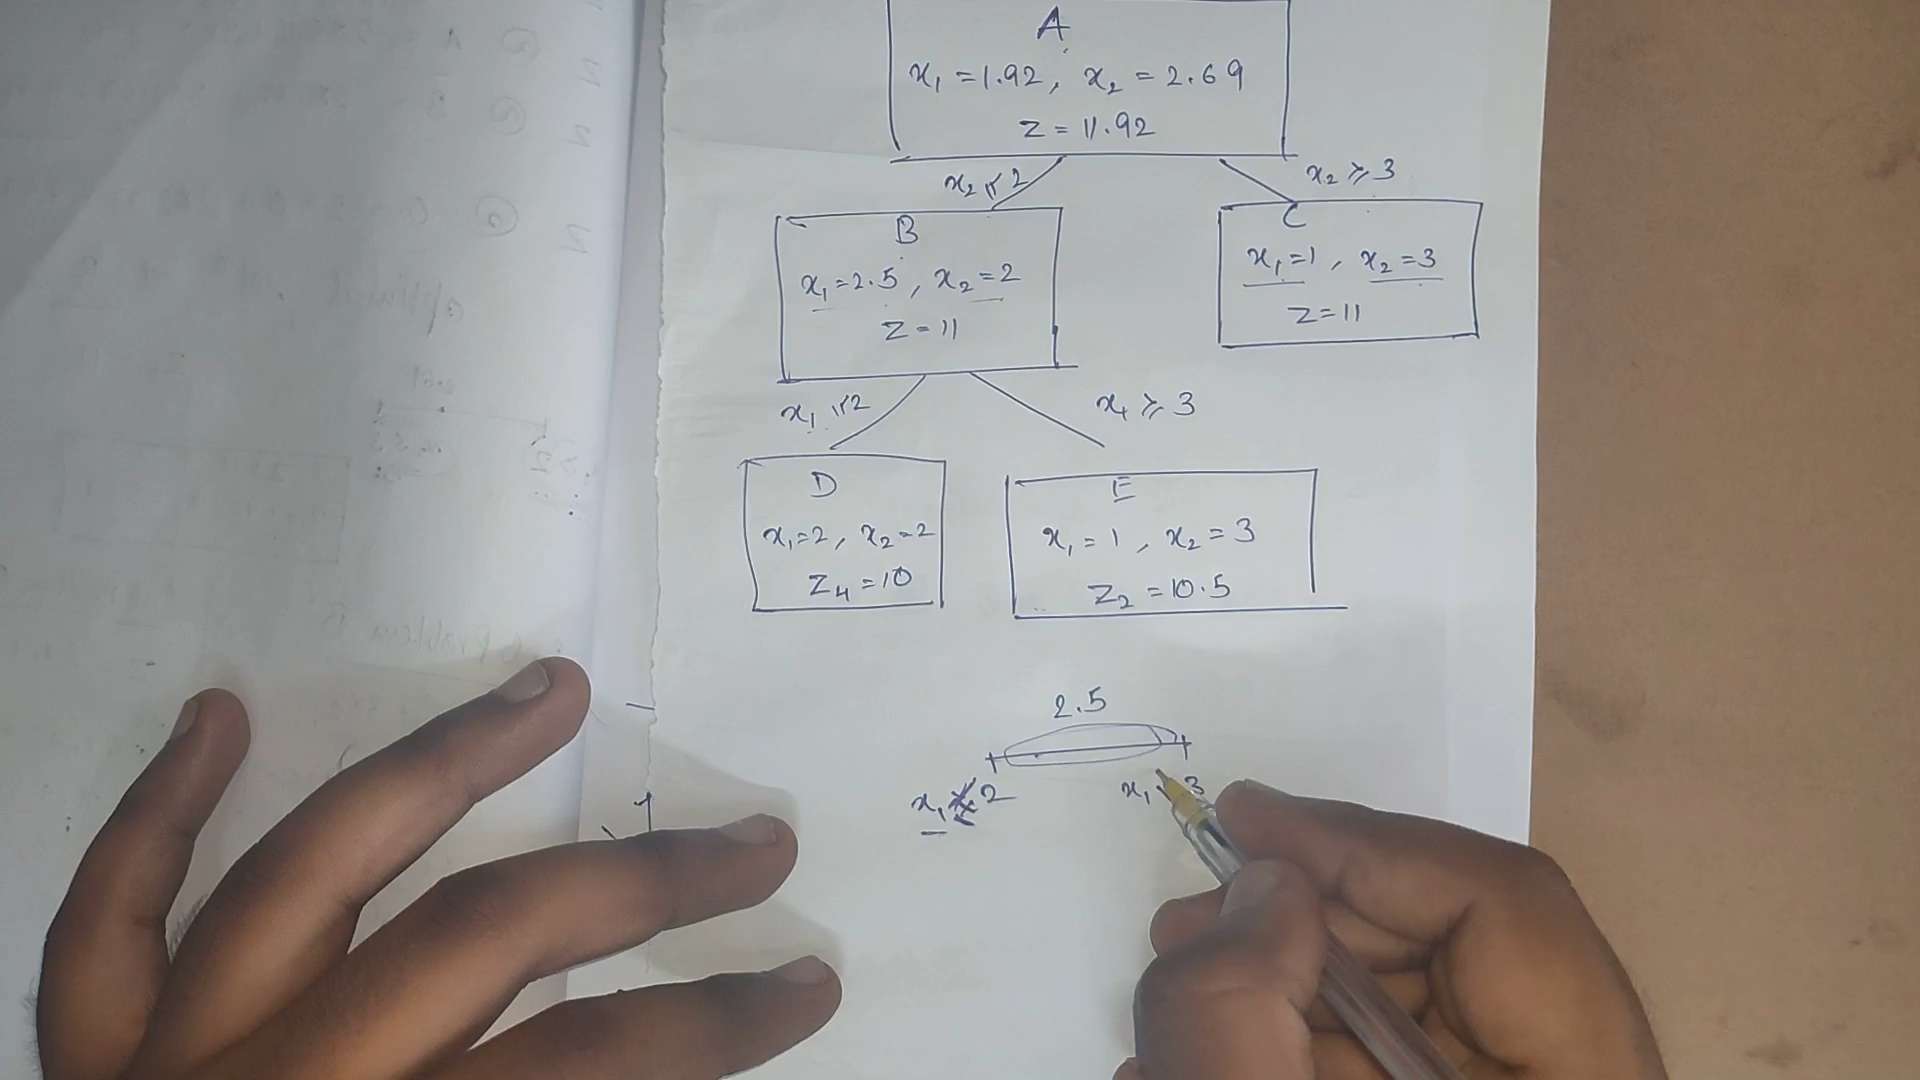 A
x₁ = 1.92, x₂ = 2.69
Z = 11.92
x₂ ≤ 2
x₂ ≥ 3
B
x₁ = 2.5, x₂ = 2
Z = 11
C
x₁ = 1, x₂ = 3
Z = 11
x₁ ≤ 2
x₁ ≥ 3
D
x₁ = 2, x₂ = 2
Z₄ = 10
E
x₁ = 1, x₂ = 3
Z₂ = 10.5
2.5
x₁ 2
x₁ 3